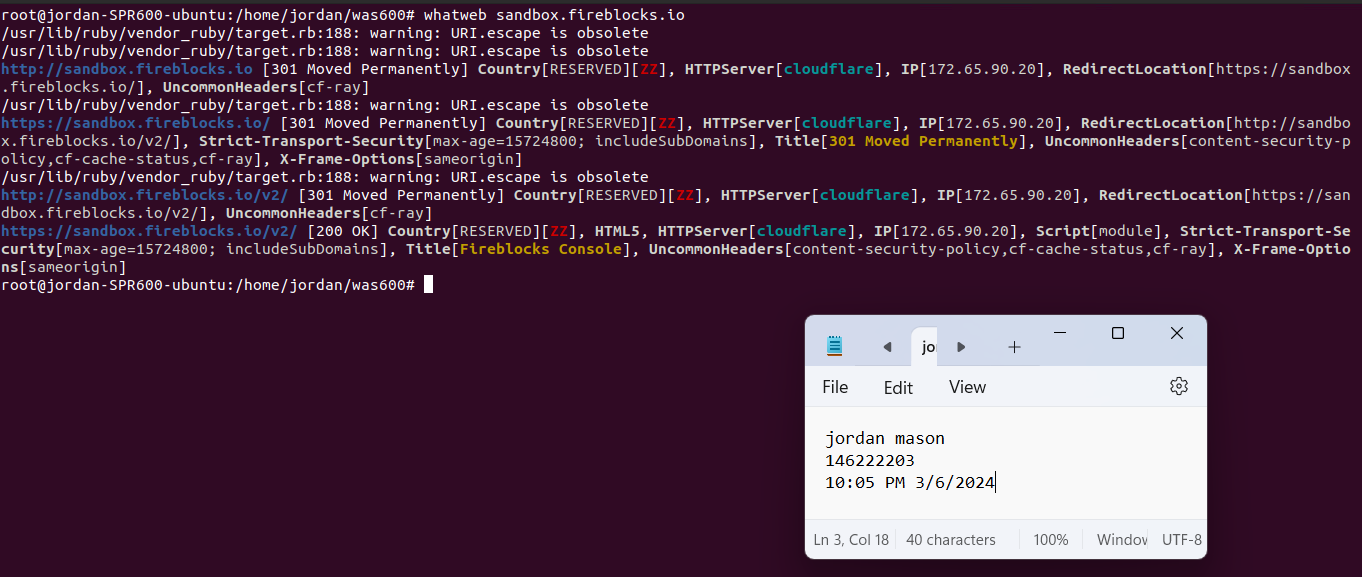 root@jordan-SPR600-ubuntu:/home/jordan/was600# whatweb sandbox.fireblocks.io
/usr/lib/ruby/vendor_ruby/target.rb:188: warning: URI.escape is obsolete
/usr/lib/ruby/vendor_ruby/target.rb:188: warning: URI.escape is obsolete
http://sandbox.fireblocks.io [301 Moved Permanently] Country[RESERVED][ZZ], HTTPServer[cloudflare], IP[172.65.90.20], RedirectLocation[https://sandbox
.fireblocks.io/], UncommonHeaders[cf-ray]
/usr/lib/ruby/vendor_ruby/target.rb:188: warning: URI.escape is obsolete
https://sandbox.fireblocks.io/ [301 Moved Permanently] Country[RESERVED][ZZ], HTTPServer[cloudflare], IP[172.65.90.20], RedirectLocation[http://sandbo
x.fireblocks.io/v2/], Strict-Transport-Security[max-age=15724800; includeSubDomains], Title[301 Moved Permanently], UncommonHeaders[content-security-p
olicy,cf-cache-status,cf-ray], X-Frame-Options[sameorigin]
/usr/lib/ruby/vendor_ruby/target.rb:188: warning: URI.escape is obsolete
http://sandbox.fireblocks.io/v2/ [301 Moved Permanently] Country[RESERVED][ZZ], HTTPServer[cloudflare], IP[172.65.90.20], RedirectLocation[https://san
dbox.fireblocks.io/v2/], UncommonHeaders[cf-ray]
https://sandbox.fireblocks.io/v2/ [200 OK] Country[RESERVED][ZZ], HTML5, HTTPServer[cloudflare], IP[172.65.90.20], Script[module], Strict-Transport-Se
curity[max-age=15724800; includeSubDomains], Title[Fireblocks Console], UncommonHeaders[content-security-policy,cf-cache-status,cf-ray], X-Frame-Optio
ns[sameorigin]
root@jordan-SPR600-ubuntu:/home/jordan/was600#
jo
File Edit View
jordan mason
146222203
10:05 PM 3/6/2024
Ln 3, Col 18 40 characters 100% Window UTF-8